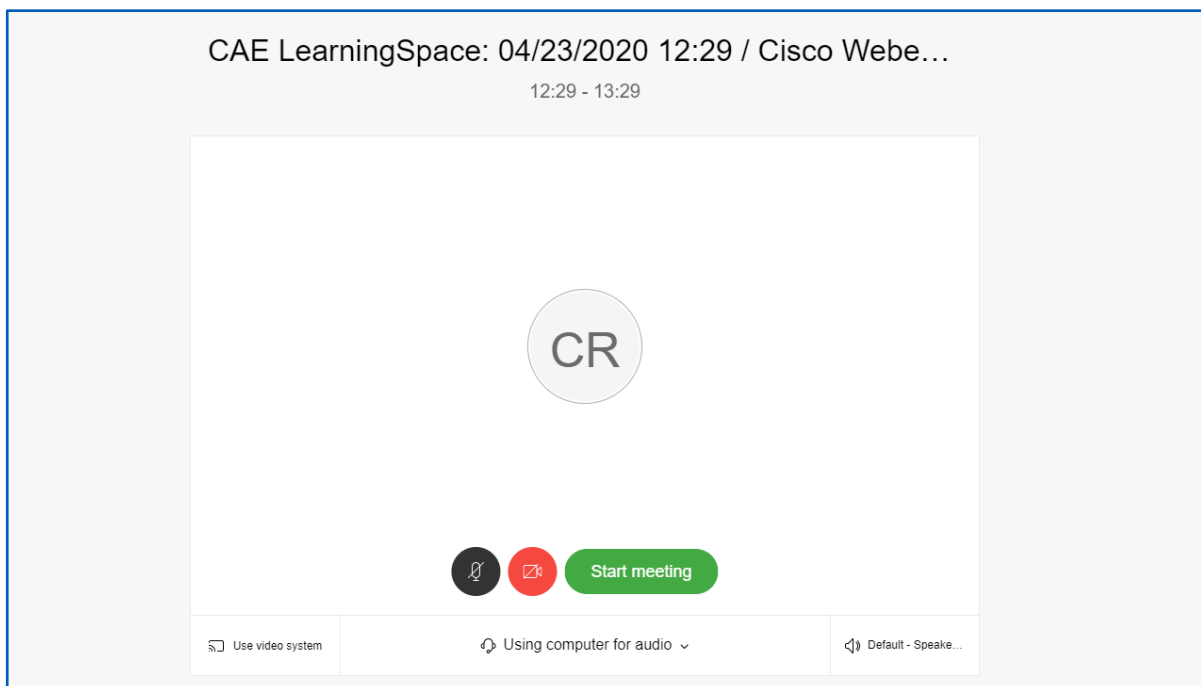 CAE LearningSpace: 04/23/2020 12:29 / Cisco Webe…
12:29 - 13:29
CR
Start meeting
Use video system
Using computer for audio
Default - Speake…